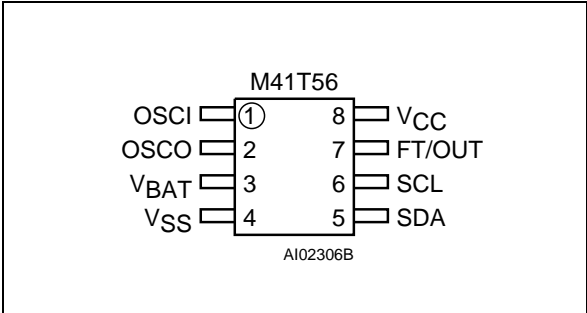 M41T56
OSCI 1 8 VCC
OSCO 2 7 FT/OUT
VBAT 3 6 SCL
VSS 4 5 SDA
AI02306B